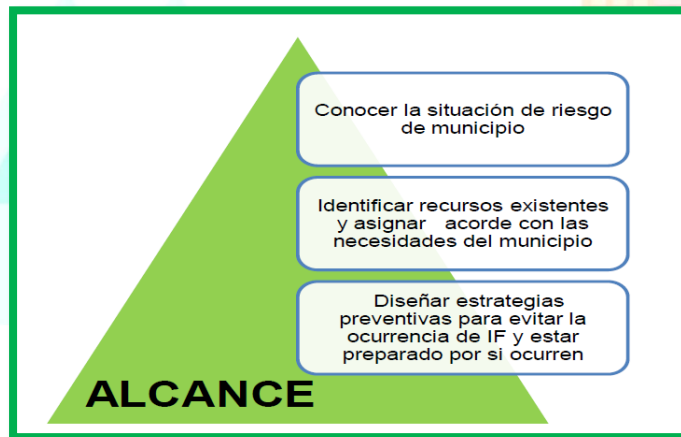 Conocer la situación de riesgo
de municipio
Identificar recursos existentes
y asignar acorde con las
necesidades del municipio
Diseñar estrategias
preventivas para evitar la
ocurrencia de IF y estar
preparado por si ocurren
ALCANCE